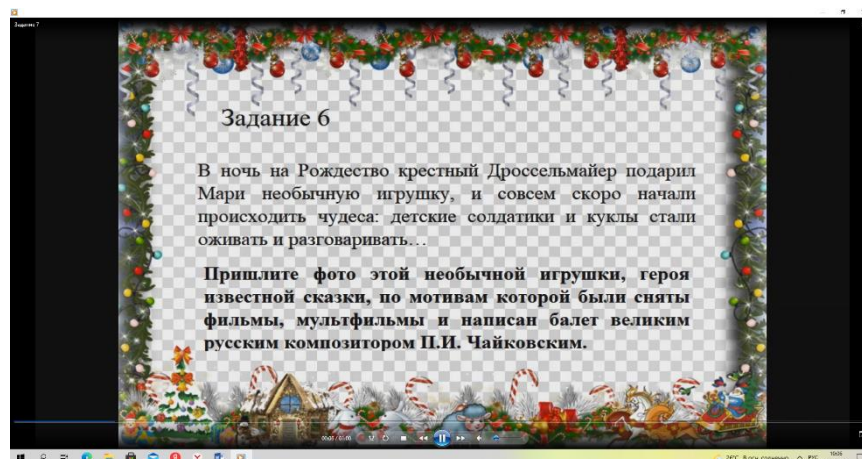 Задание 7
Задание 6
В ночь на Рождество крестный Дроссельмайер подарил
Мари необычную игрушку, и совсем скоро начали
происходить чудеса: детские солдатики и куклы стали
оживать и разговаривать…
Пришлите фото этой необычной игрушки, героя
известной сказки, по мотивам которой были сняты
фильмы, мультфильмы и написан балет великим
русским композитором П.И. Чайковским.